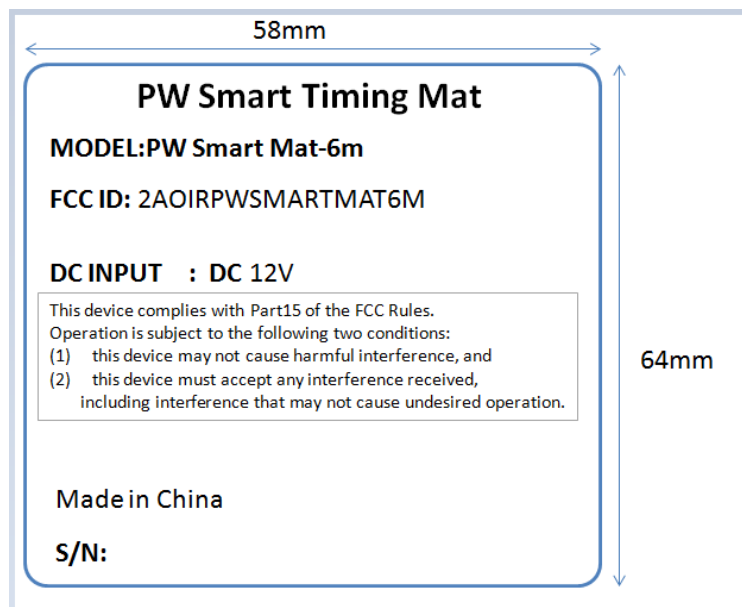 58mm
PW Smart Timing Mat
MODEL:PW Smart Mat-6m
FCC ID: 2AOIRPWSMARTMAT6M
DC INPUT : DC 12V
This device complies with Part15 of the FCC Rules.
Operation is subject to the following two conditions:
(1) this device may not cause harmful interference, and
(2) this device must accept any interference received,
including interference that may not cause undesired operation.
64mm
Made in China
S/N: